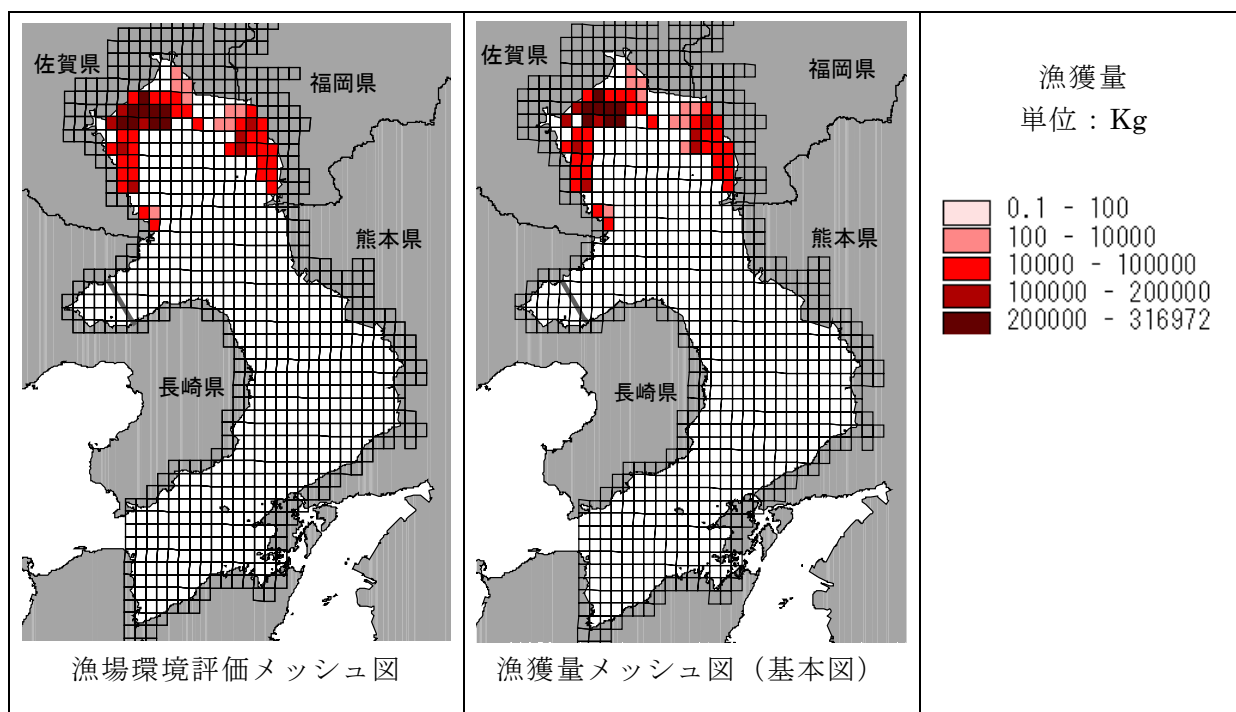 佐賀県
福岡県
熊本県
長崎県
漁場環境評価メッシュ図
佐賀県
福岡県
熊本県
長崎県
漁獲量メッシュ図（基本図）
漁獲量
単位：Kg
0.1 - 100
100 - 10000
10000 - 100000
100000 - 200000
200000 - 316972